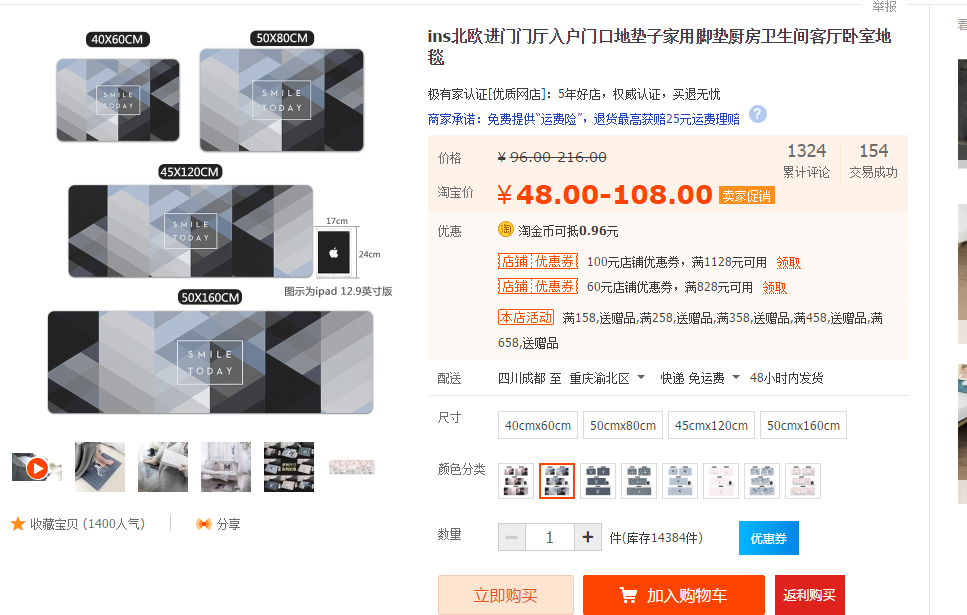 举报
40X60CM
50X80CM
SMILE
TODAY
SMILE
TODAY
45X120CM
SMILE
TODAY
17cm
24cm
图示为ipad 12.9英寸版
50X160CM
SMILE
TODAY
收藏宝贝 (1400人气)
分享
ins北欧进门门厅入户门口地垫子家用脚垫厨房卫生间客厅卧室地
毯
极有家认证[优质网店]：5年好店，权威认证，买退无忧
商家承诺：免费提供“运费险”，退货最高获赔25元运费理赔 ?
价格 ¥ 96.00-216.00
1324
累计评论
154
交易成功
淘宝价 ¥ 48.00-108.00 卖家促销
优惠 淘 淘金币可抵0.96元
店铺 优惠券 100元店铺优惠券，满1128元可用 领取
店铺 优惠券 60元店铺优惠券，满828元可用 领取
本店活动 满158,送赠品,满258,送赠品,满358,送赠品,满458,送赠品,满
658,送赠品
配送 四川成都 至 重庆渝北区 快递 免运费 48小时内发货
尺寸 40cmx60cm 50cmx80cm 45cmx120cm 50cmx160cm
颜色分类
数量 − 1 + 件(库存14384件) 优惠券
立即购买 加入购物车 返利购买